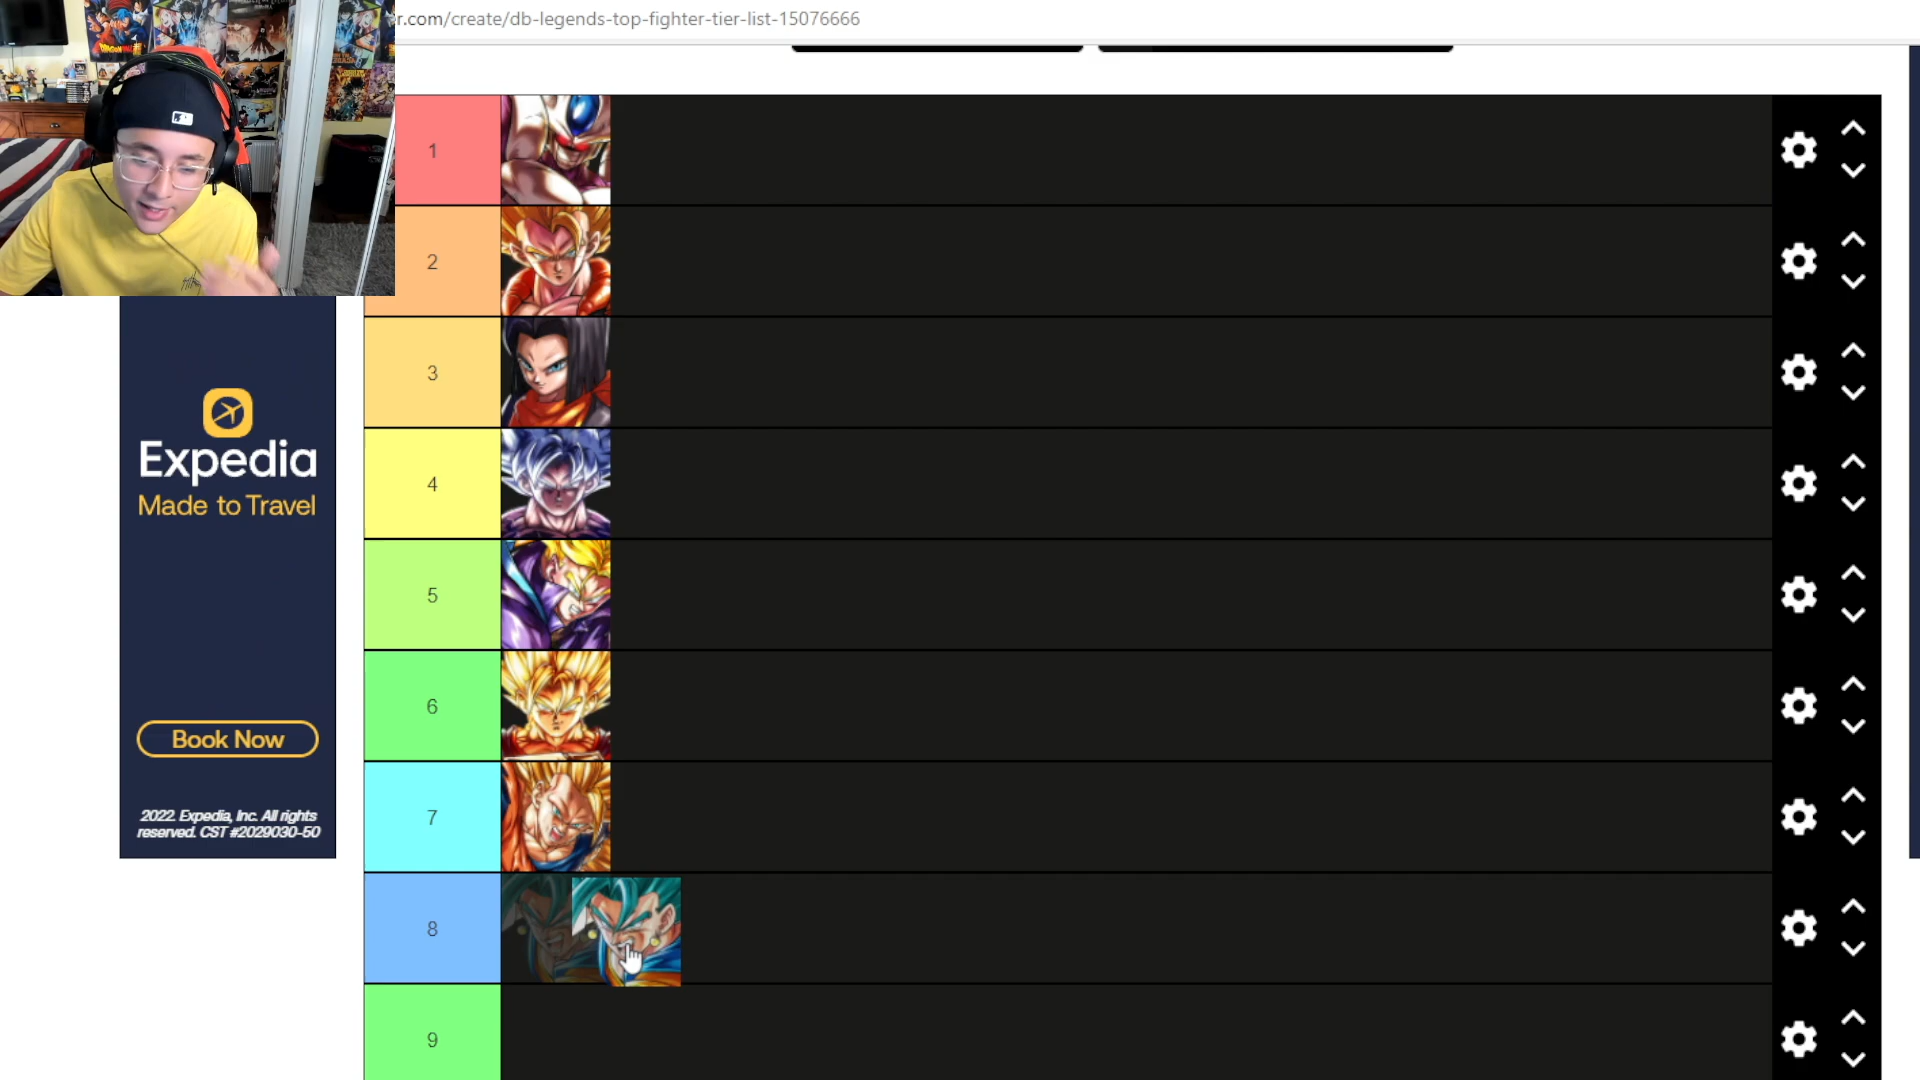 r.com/create/db-legends-top-fighter-tier-list-15076666
1
2
3
4
5
6
7
8
9
Expedia
Made to Travel
Book Now
2022. Expedia, Inc. All rights
reserved. CST #2029030-50